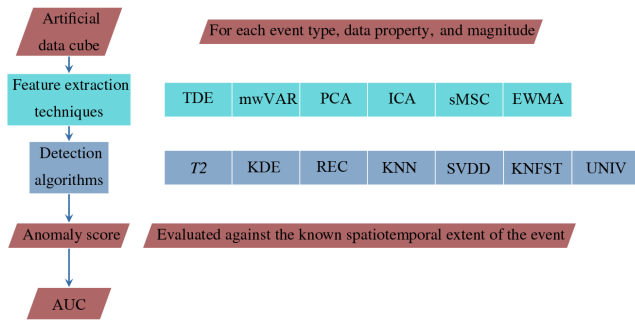 Artificial
data cube
For each event type, data property, and magnitude
Feature extraction
techniques
TDE mwVAR PCA ICA sMSC EWMA
Detection
algorithms
T2 KDE REC KNN SVDD KNFST UNIV
Anomaly score
Evaluated against the known spatiotemporal extent of the event
AUC